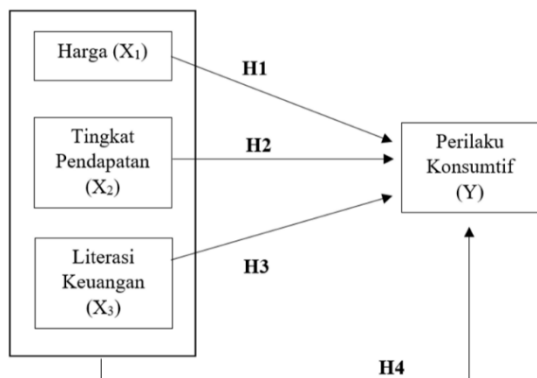 Harga (X₁)
H1
Tingkat
Pendapatan
(X₂)
H2
Perilaku
Konsumtif
(Y)
Literasi
Keuangan
(X₃)
H3
H4